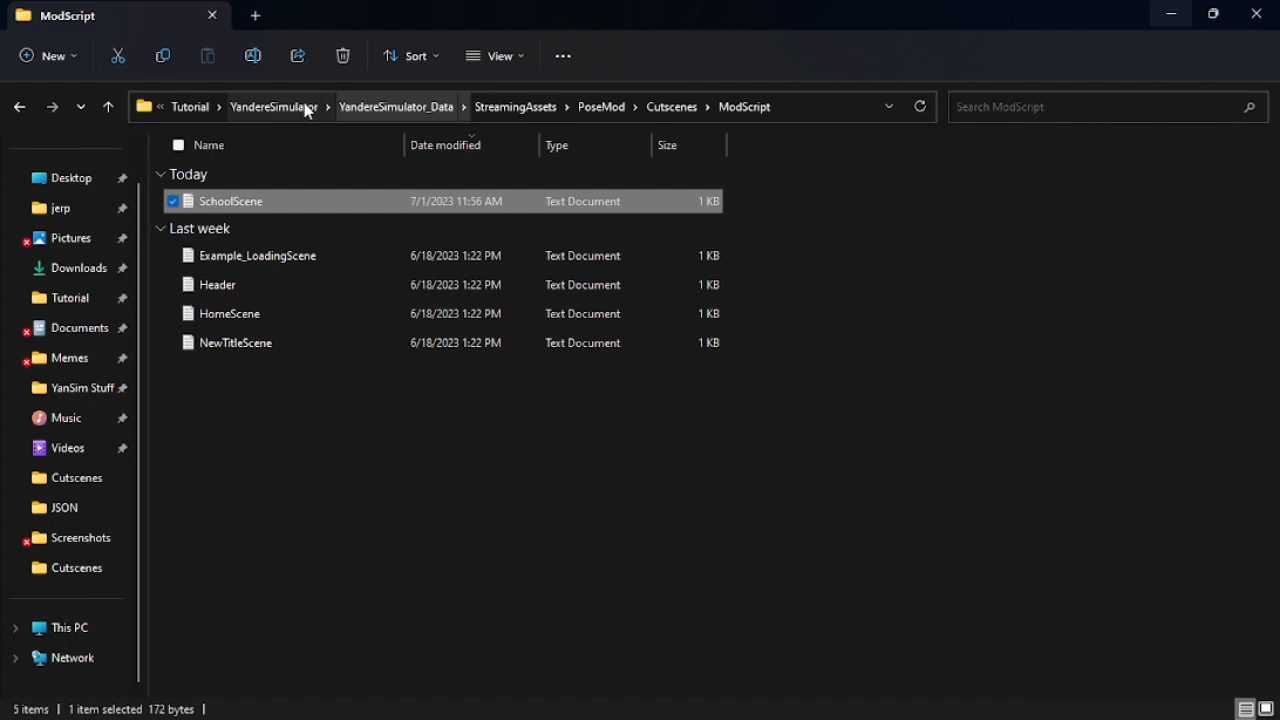 ModScript
New
Sort
View
« Tutorial › YandereSimulator › YandereSimulator_Data › StreamingAssets › PoseMod › Cutscenes › ModScript
Search ModScript
Name Date modified Type Size
Today
SchoolScene 7/1/2023 11:56 AM Text Document 1 KB
Last week
Example_LoadingScene 6/18/2023 1:22 PM Text Document 1 KB
Header 6/18/2023 1:22 PM Text Document 1 KB
HomeScene 6/18/2023 1:22 PM Text Document 1 KB
NewTitleScene 6/18/2023 1:22 PM Text Document 1 KB
Desktop
jerp
Pictures
Downloads
Tutorial
Documents
Memes
YanSim Stuff
Music
Videos
Cutscenes
JSON
Screenshots
Cutscenes
This PC
Network
5 items | 1 item selected 172 bytes |